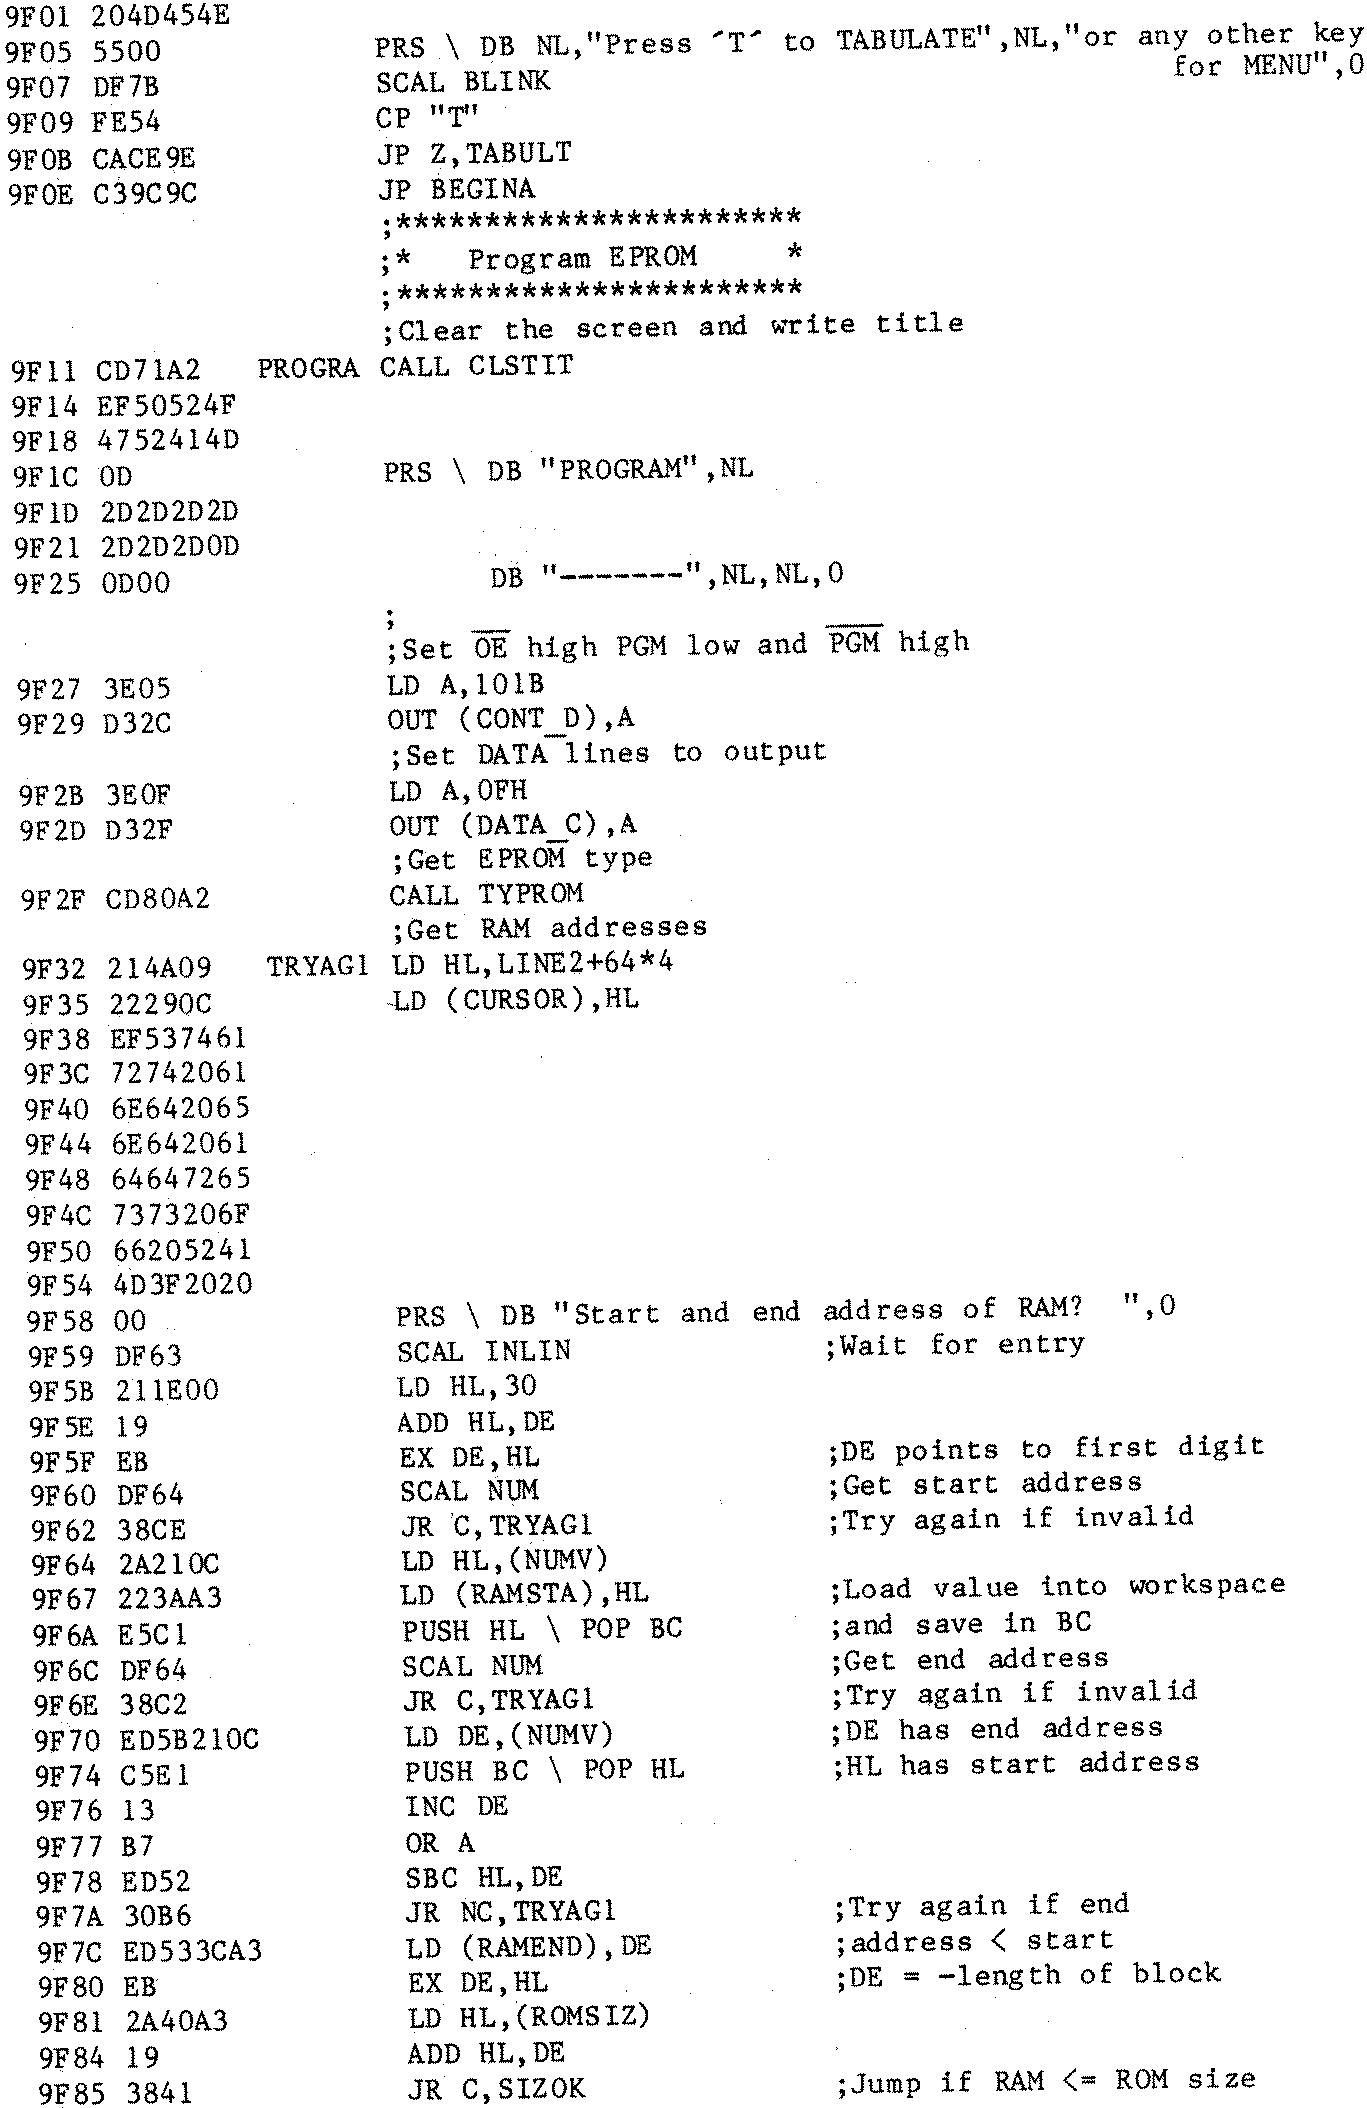 9F01 204D454E
9F05 5500 PRS \ DB NL,"Press ´T´ to TABULATE",NL,"or any other key
for MENU",0
9F07 DF7B SCAL BLINK
9F09 FE54 CP "T"
9F0B CACE9E JP Z,TABULT
9F0E C39C9C JP BEGINA
;***********************
;* Program EPROM *
;***********************
;Clear the screen and write title
9F11 CD71A2 PROGRA CALL CLSTIT
9F14 EF50524F
9F18 4752414D
9F1C 0D PRS \ DB "PROGRAM",NL
9F1D 2D2D2D2D
9F21 2D2D2D0D
9F25 0D00 DB "-------",NL,NL,0
;
;Set O̅E̅ high PGM low and P̅G̅M̅ high
9F27 3E05 LD A,101B
9F29 D32C OUT (CONT_D),A
;Set DATA lines to output
9F2B 3E0F LD A,0FH
9F2D D32F OUT (DATA_C),A
;Get EPROM type
9F2F CD80A2 CALL TYPROM
;Get RAM addresses
9F32 214A09 TRYAG1 LD HL,LINE2+64*4
9F35 22290C LD (CURSOR),HL
9F38 EF537461
9F3C 72742061
9F40 6E642065
9F44 6E642061
9F48 64647265
9F4C 7373206F
9F50 66205241
9F54 4D3F2020
9F58 00 PRS \ DB "Start and end address of RAM?  ",0
9F59 DF63 SCAL INLIN ;Wait for entry
9F5B 211E00 LD HL,30
9F5E 19 ADD HL,DE
9F5F EB EX DE,HL ;DE points to first digit
9F60 DF64 SCAL NUM ;Get start address
9F62 38CE JR C,TRYAG1 ;Try again if invalid
9F64 2A210C LD HL,(NUMV)
9F67 223AA3 LD (RAMSTA),HL ;Load value into workspace
9F6A E5C1 PUSH HL \ POP BC ;and save in BC
9F6C DF64 SCAL NUM ;Get end address
9F6E 38C2 JR C,TRYAG1 ;Try again if invalid
9F70 ED5B210C LD DE,(NUMV) ;DE has end address
9F74 C5E1 PUSH BC \ POP HL ;HL has start address
9F76 13 INC DE
9F77 B7 OR A
9F78 ED52 SBC HL,DE
9F7A 30B6 JR NC,TRYAG1 ;Try again if end
9F7C ED533CA3 LD (RAMEND),DE ;address < start
9F80 EB EX DE,HL ;DE = -length of block
9F81 2A40A3 LD HL,(ROMSIZ)
9F84 19 ADD HL,DE
9F85 3841 JR C,SIZOK ;Jump if RAM <= ROM size